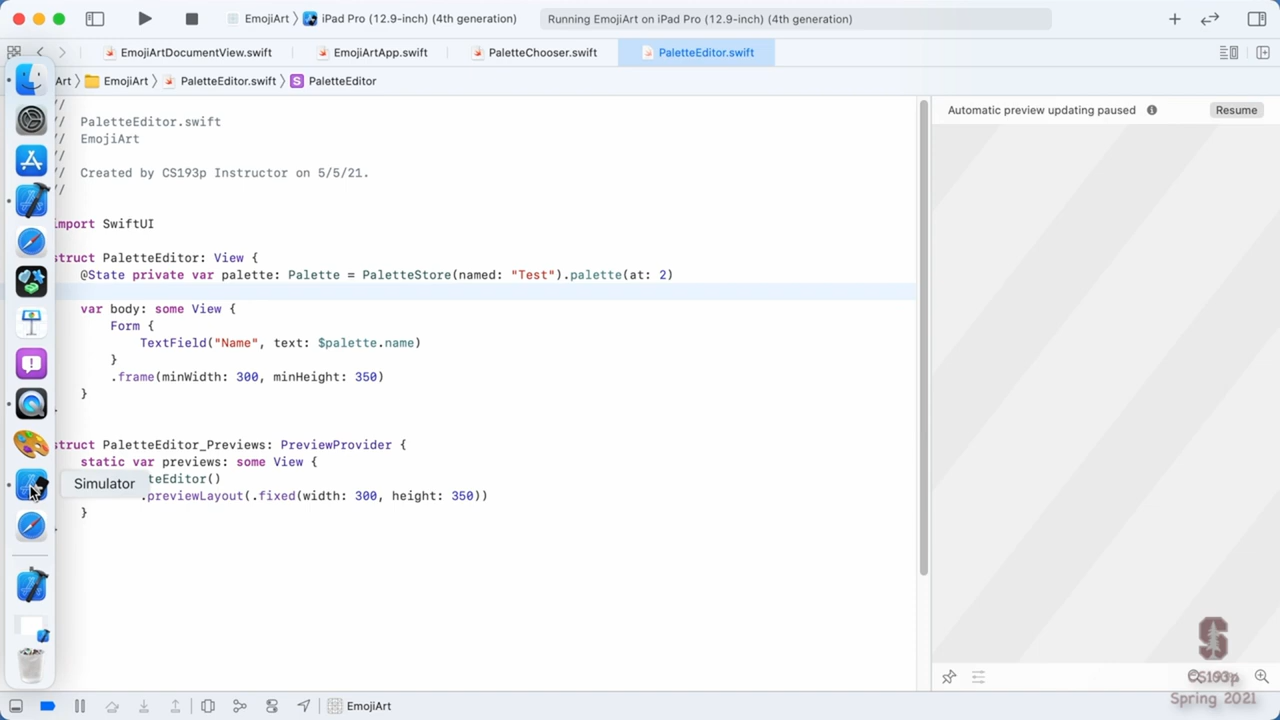 EmojiArt 〉 iPad Pro (12.9-inch) (4th generation)
Running EmojiArt on iPad Pro (12.9-inch) (4th generation)
EmojiArtDocumentView.swift
EmojiArtApp.swift
PaletteChooser.swift
PaletteEditor.swift
Art 〉 EmojiArt 〉 PaletteEditor.swift 〉 S PaletteEditor
//
// PaletteEditor.swift
// EmojiArt
//
// Created by CS193p Instructor on 5/5/21.
//
import SwiftUI
struct PaletteEditor: View {
@State private var palette: Palette = PaletteStore(named: "Test").palette(at: 2)
var body: some View {
Form {
TextField("Name", text: $palette.name)
}
.frame(minWidth: 300, minHeight: 350)
}
struct PaletteEditor_Previews: PreviewProvider {
static var previews: some View {
teEditor()
.previewLayout(.fixed(width: 300, height: 350))
}
Simulator
Automatic preview updating paused
Resume
EmojiArt
S
CS193p
Spring 2021